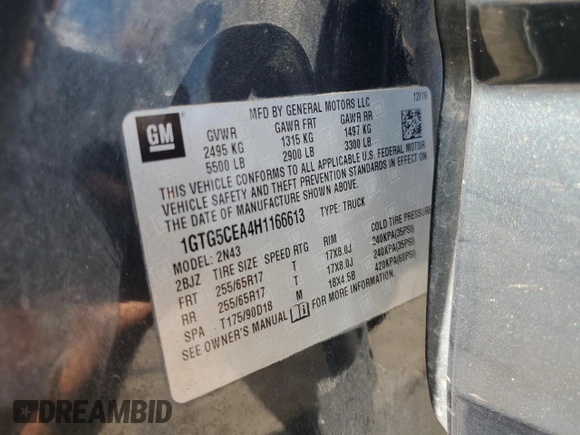 MFD BY GENERAL MOTORS LLC 12/16
GM
GVWR GAWR FRT GAWR RR
2495 KG 1315 KG 1497 KG
5500 LB 2900 LB 3300 LB
THIS VEHICLE CONFORMS TO ALL APPLICABLE U.S. FEDERAL MOTOR
VEHICLE SAFETY AND THEFT PREVENTION STANDARDS IN EFFECT ON
THE DATE OF MANUFACTURE SHOWN ABOVE.
1GTG5CEA4H1166613 TYPE: TRUCK
MODEL: 2N43
2BJZ TIRE SIZE SPEED RTG RIM COLD TIRE PRESSURE
FRT 255/65R17 T 17X8.0J 240KPA(35PSI)
RR 255/65R17 T 17X8.0J 240KPA(35PSI)
SPA T175/90D18 M 18X4.5B 420KPA(60PSI)
SEE OWNER'S MANUAL FOR MORE INFORMATION.
DREAMBID